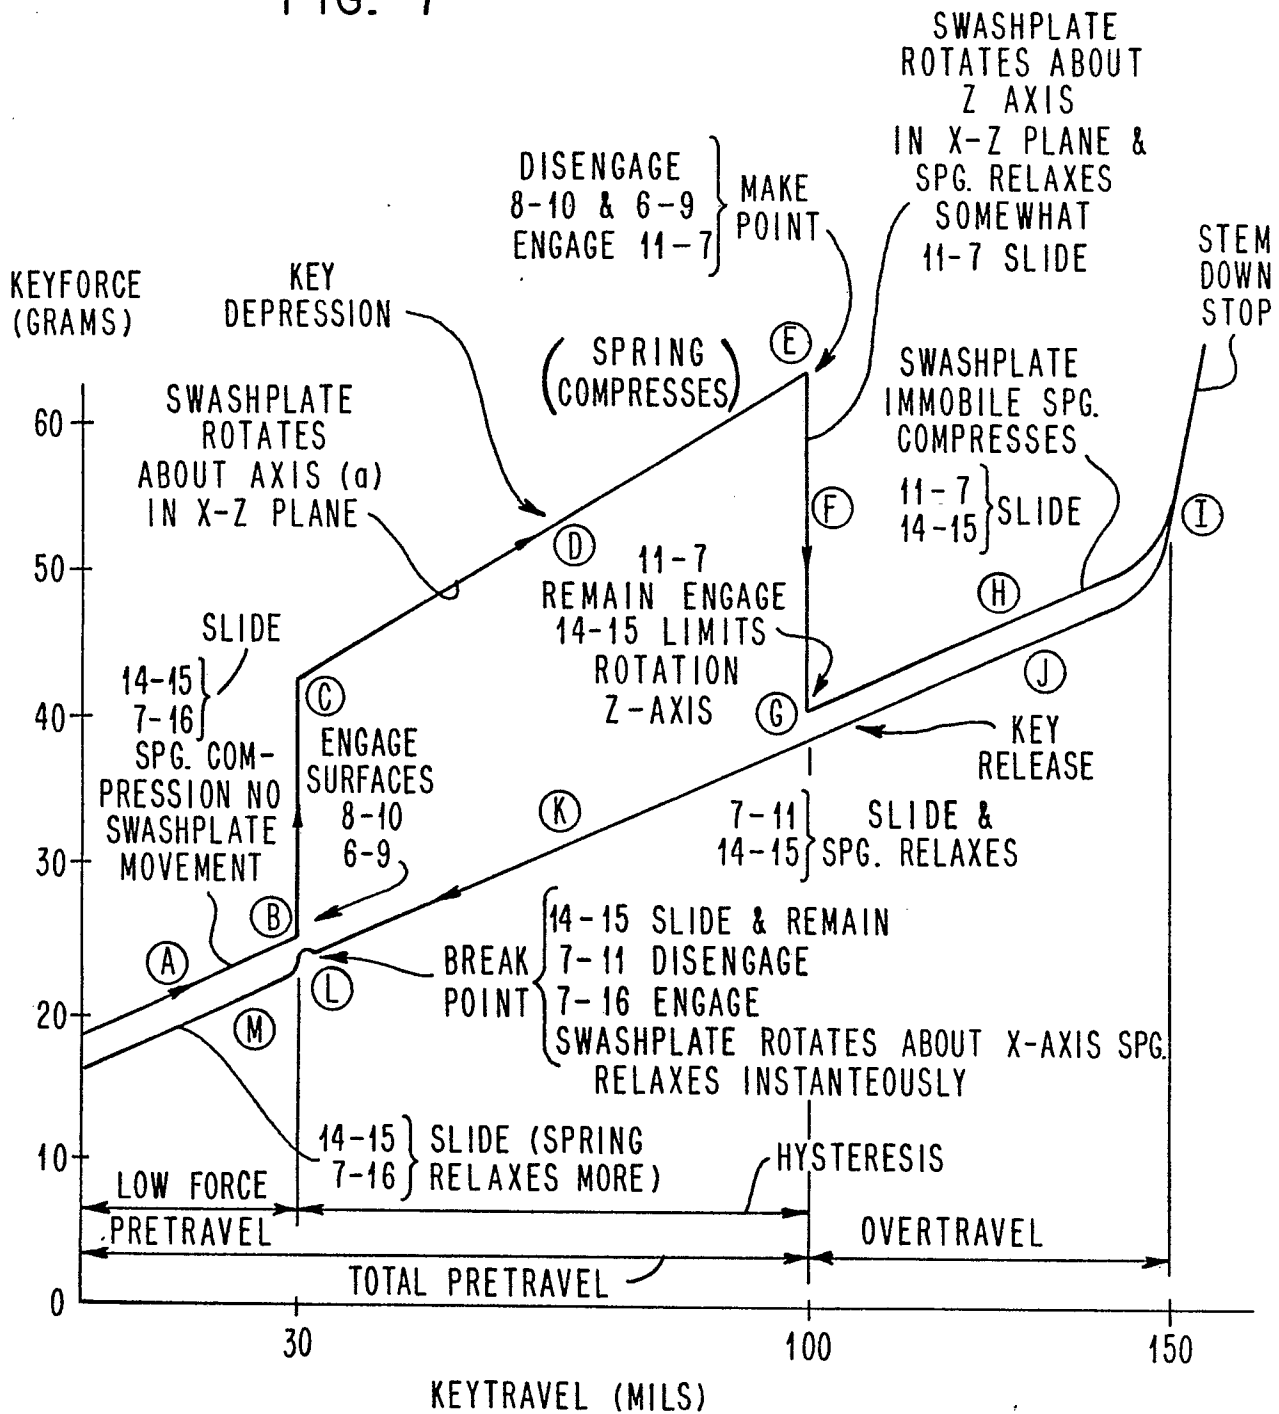 FIG. 7
SWASHPLATE
ROTATES ABOUT
Z AXIS
IN X-Z PLANE &
SPG. RELAXES
SOMEWHAT
11-7 SLIDE
DISENGAGE
8-10 & 6-9
ENGAGE 11-7
MAKE
POINT
STEM
DOWN
STOP
KEYFORCE
(GRAMS)
KEY
DEPRESSION
(SPRING
COMPRESSES)
E
SWASHPLATE
IMMOBILE SPG.
COMPRESSES
11-7
14-15
SLIDE
SWASHPLATE
ROTATES
ABOUT AXIS (a)
IN X-Z PLANE
60
50
40
30
20
10
0
D
F
I
11-7
REMAIN ENGAGE
14-15 LIMITS
ROTATION
Z-AXIS
H
J
G
SLIDE
14-15
7-16
SPG. COM-
PRESSION NO
SWASHPLATE
MOVEMENT
C
ENGAGE
SURFACES
8-10
6-9
KEY
RELEASE
K
7-11
14-15
SLIDE &
SPG. RELAXES
B
A
L
M
BREAK
POINT
14-15 SLIDE & REMAIN
7-11 DISENGAGE
7-16 ENGAGE
SWASHPLATE ROTATES ABOUT X-AXIS SPG.
RELAXES INSTANTEOUSLY
14-15
7-16
SLIDE (SPRING
RELAXES MORE)
HYSTERESIS
LOW FORCE
PRETRAVEL
OVERTRAVEL
TOTAL PRETRAVEL
30
100
150
KEYTRAVEL (MILS)